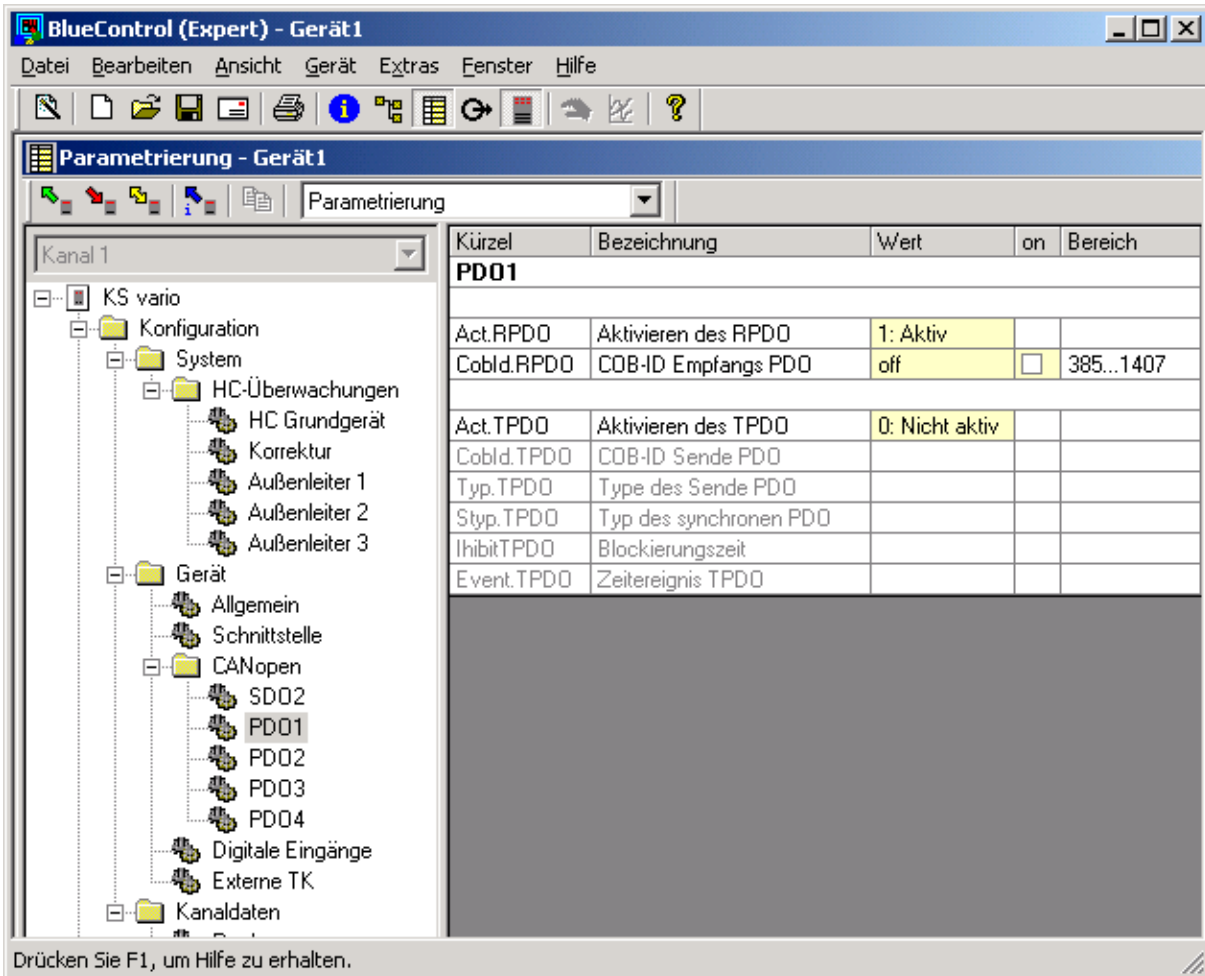 BlueControl (Expert) - Gerät1
Datei Bearbeiten Ansicht Gerät Extras Fenster Hilfe
Parametrierung - Gerät1
Parametrierung
Kanal 1
KS vario
Konfiguration
System
HC-Überwachungen
HC Grundgerät
Korrektur
Außenleiter 1
Außenleiter 2
Außenleiter 3
Gerät
Allgemein
Schnittstelle
CANopen
SDO2
PDO1
PDO2
PDO3
PDO4
Digitale Eingänge
Externe TK
Kanaldaten
Kürzel Bezeichnung Wert on Bereich
PDO1
Act.RPDO Aktivieren des RPDO 1: Aktiv
CobId.RPDO COB-ID Empfangs PDO off 385...1407
Act.TPDO Aktivieren des TPDO 0: Nicht aktiv
CobId.TPDO COB-ID Sende PDO
Typ.TPDO Type des Sende PDO
Styp.TPDO Typ des synchronen PDO
IhibitTPDO Blockierungszeit
Event.TPDO Zeitereignis TPDO
Drücken Sie F1, um Hilfe zu erhalten.